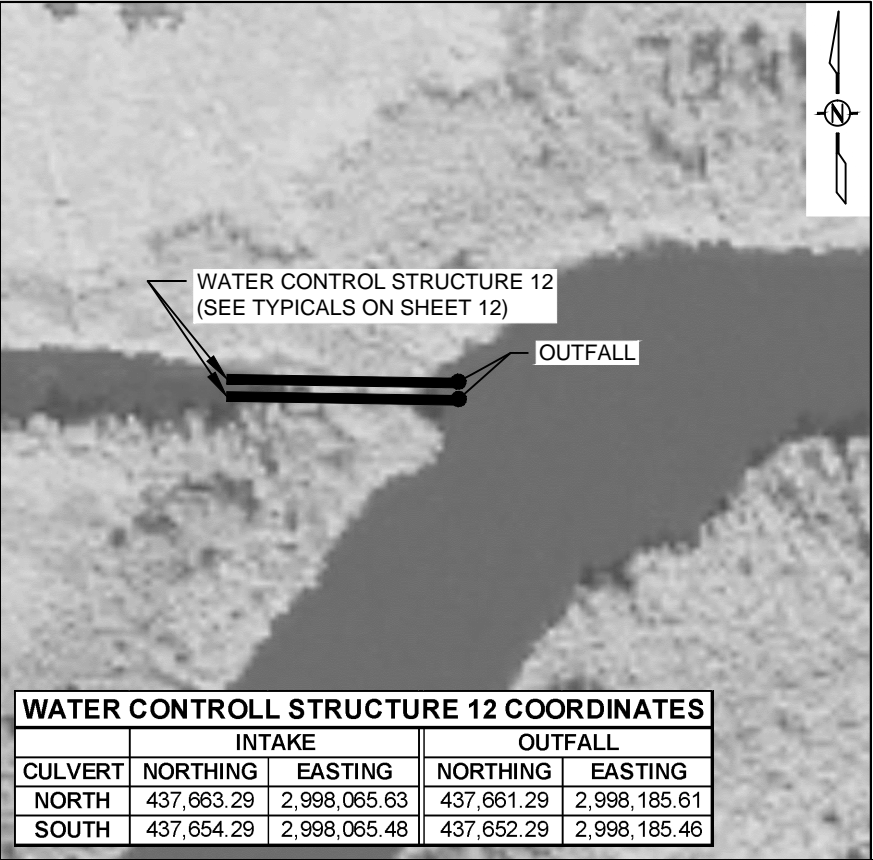 N
WATER CONTROL STRUCTURE 12
(SEE TYPICALS ON SHEET 12)
OUTFALL
WATER CONTROLL STRUCTURE 12 COORDINATES
INTAKE OUTFALL
CULVERT NORTHING EASTING NORTHING EASTING
NORTH 437,663.29 2,998,065.63 437,661.29 2,998,185.61
SOUTH 437,654.29 2,998,065.48 437,652.29 2,998,185.46